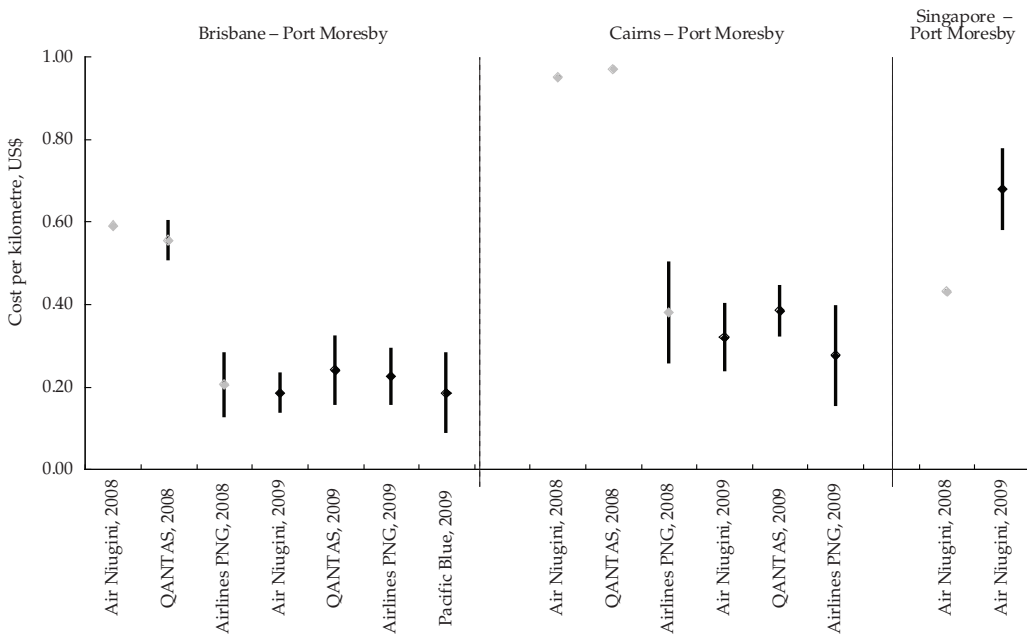 Brisbane – Port Moresby
Cairns – Port Moresby
Singapore –
Port Moresby
Cost per kilometre, US$
1.00
0.80
0.60
0.40
0.20
0.00
Air Niugini, 2008
QANTAS, 2008
Airlines PNG, 2008
Air Niugini, 2009
QANTAS, 2009
Airlines PNG, 2009
Pacific Blue, 2009
Air Niugini, 2008
QANTAS, 2008
Airlines PNG, 2008
Air Niugini, 2009
QANTAS, 2009
Airlines PNG, 2009
Air Niugini, 2008
Air Niugini, 2009